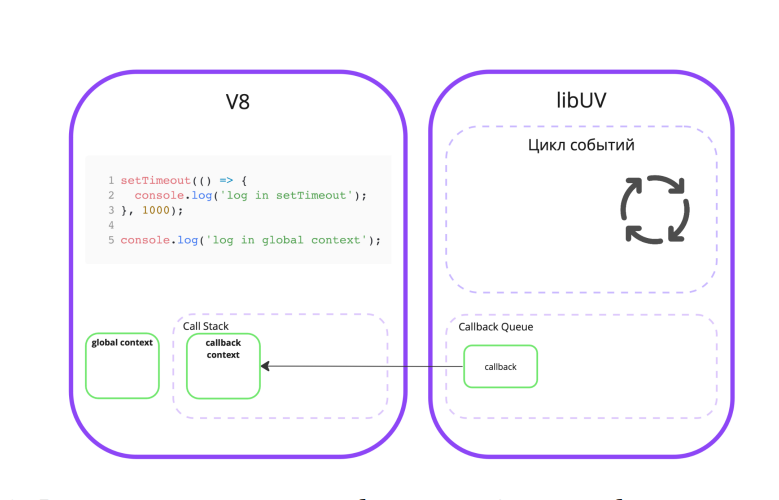 V8
libUV
Цикл событий
1 setTimeout(() => {
2   console.log('log in setTimeout');
3 }, 1000);
4
5 console.log('log in global context');
Call Stack
global context
callback
context
Callback Queue
callback